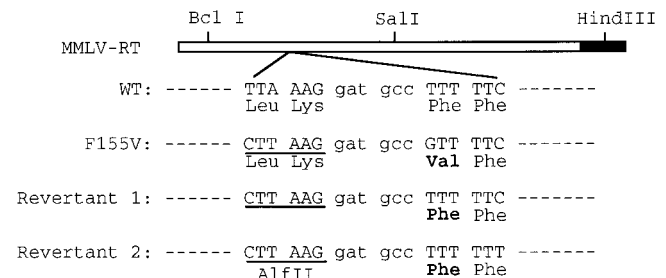 Bcl I SalI HindIII
MMLV-RT
WT: ------ TTA AAG gat gcc TTT TTC -------
Leu Lys Phe Phe
F155V: ------ CTT AAG gat gcc GTT TTC -------
Leu Lys Val Phe
Revertant 1: ------ CTT AAG gat gcc TTT TTC -------
Phe Phe
Revertant 2: ------ CTT AAG gat gcc TTT TTT -------
AlfII Phe Phe